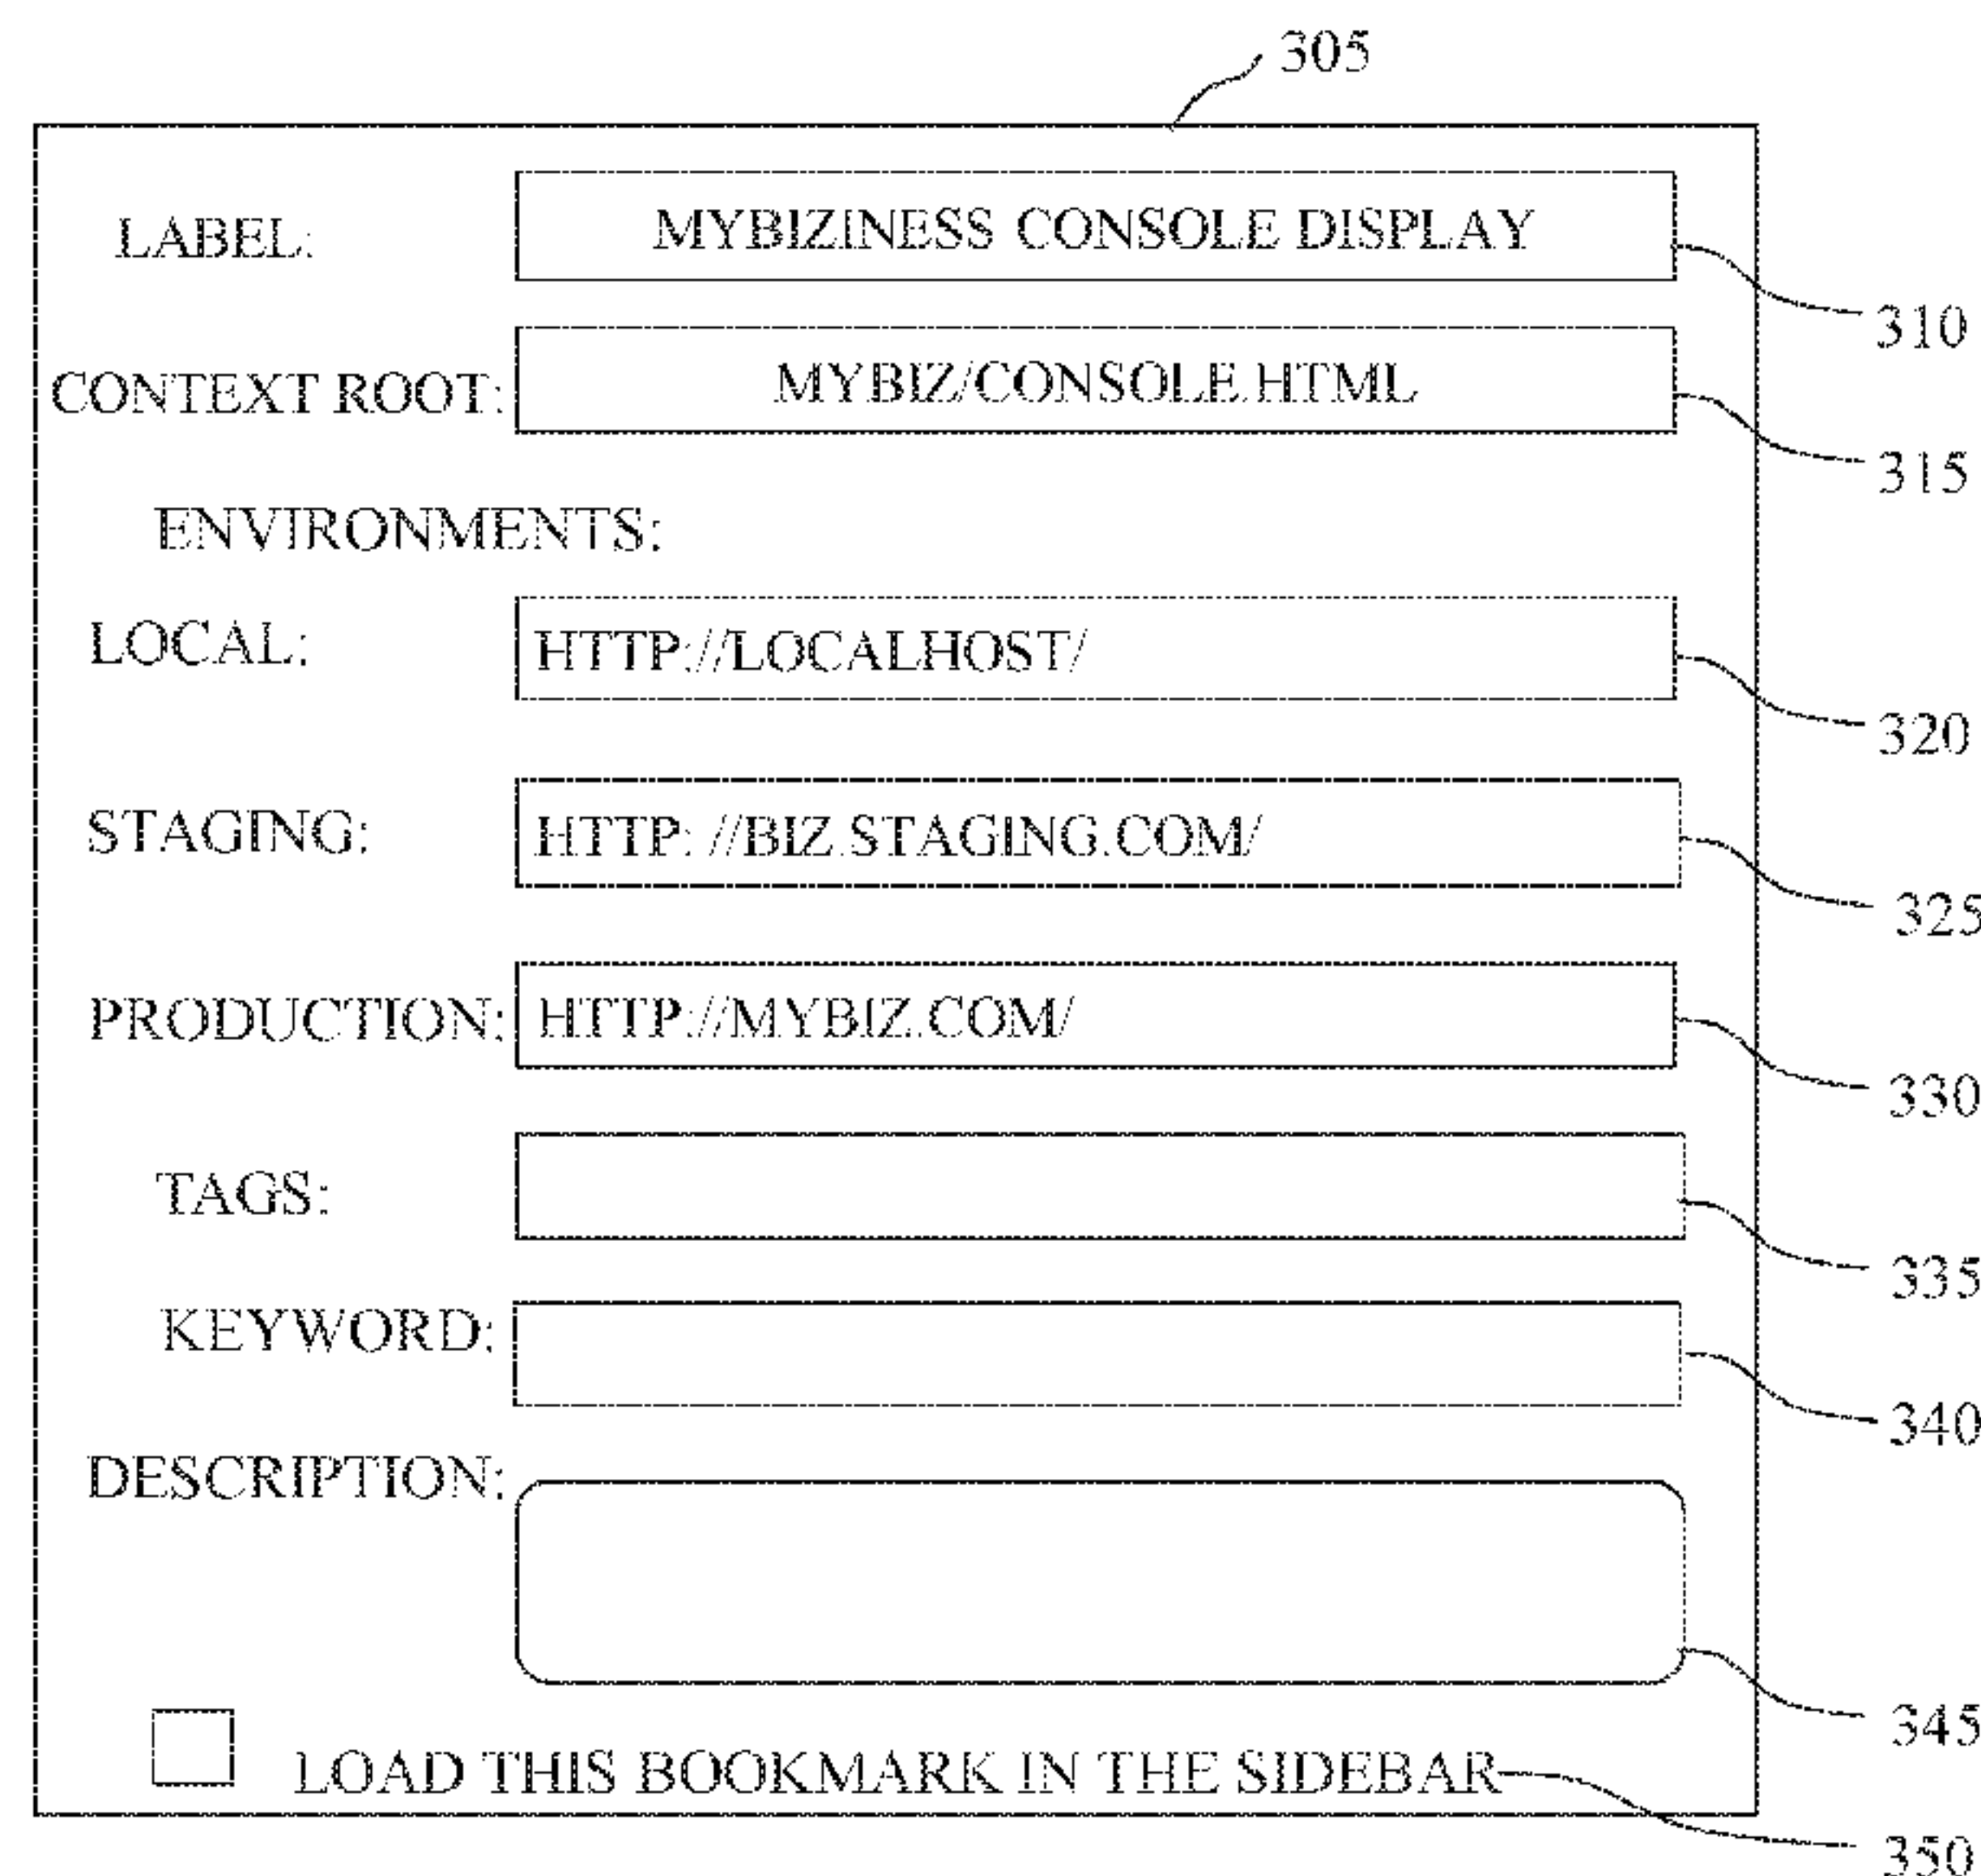 305
LABEL: MYBIZINESS CONSOLE DISPLAY
310
CONTEXT ROOT: MYBIZ/CONSOLE.HTML
315
ENVIRONMENTS:
LOCAL: HTTP://LOCALHOST/
320
STAGING: HTTP: //BIZ.STAGING.COM/
325
PRODUCTION: HTTP://MYBIZ.COM/
330
TAGS:
335
KEYWORD:
340
DESCRIPTION:
345
LOAD THIS BOOKMARK IN THE SIDEBAR
350